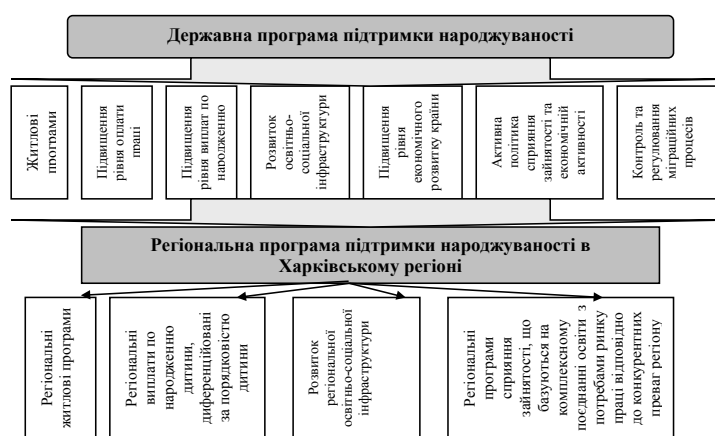 Державна програма підтримки народжуваності
Житлові
програми
Підвищення
рівня оплати
праці
Підвищення
рівня виплат по
народженню
Розвиток
освітньо-
соціальної
інфраструктури
Підвищення
рівня
економічного
розвитку країни
Активна
політика
сприяння
зайнятості та
економічній
активності
Контроль та
регулювання
міграційних
процесів
Регіональна програма підтримки народжуваності в
Харківському регіоні
Регіональні
житлові програми
Регіональні
виплати по
народженню
дитини,
диференційовані
за порядковістю
дитини
Розвиток
регіональної
освітньо-соціальної
інфраструктури
Регіональні
програми
сприяння
зайнятості, що
базуються на
комплексному
поєднанні освіти з
потребами ринку
праці відповідно
до конкурентних
преваг регіону